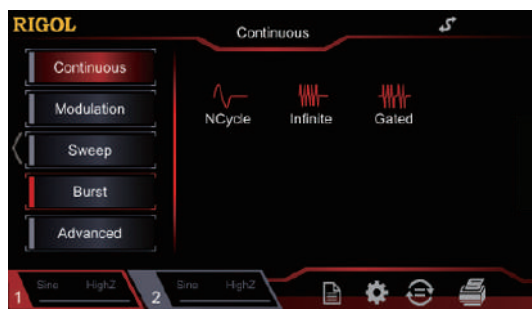 RIGOL
Continuous
Continuous
Modulation
Sweep
Burst
Advanced
NCycle Infinite Gated
1 Sine HighZ
2 Sine HighZ